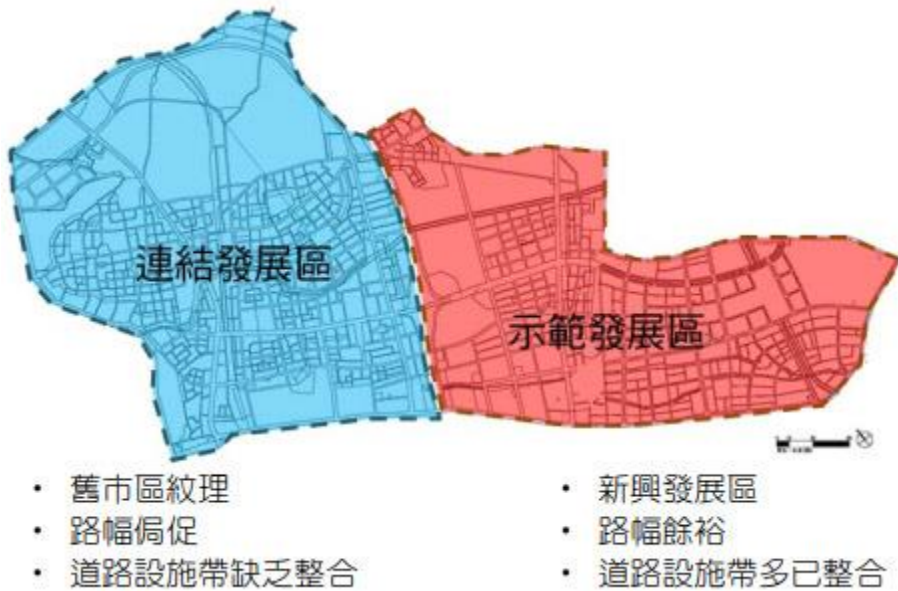 連結發展區
示範發展區
• 舊市區紋理
• 路幅侷促
• 道路設施帶缺乏整合
• 新興發展區
• 路幅餘裕
• 道路設施帶多已整合